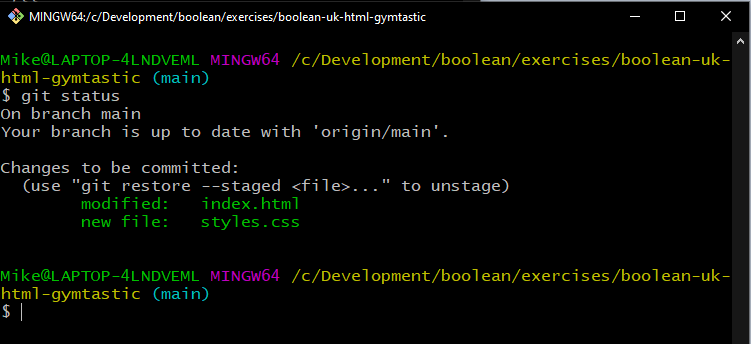 MINGW64:/c/Development/boolean/exercises/boolean-uk-html-gymtastic
Mike@LAPTOP-4LNDVEML MINGW64 /c/Development/boolean/exercises/boolean-uk-
html-gymtastic (main)
$ git status
On branch main
Your branch is up to date with 'origin/main'.
Changes to be committed:
(use "git restore --staged <file>..." to unstage)
modified: index.html
new file: styles.css
Mike@LAPTOP-4LNDVEML MINGW64 /c/Development/boolean/exercises/boolean-uk-
html-gymtastic (main)
$